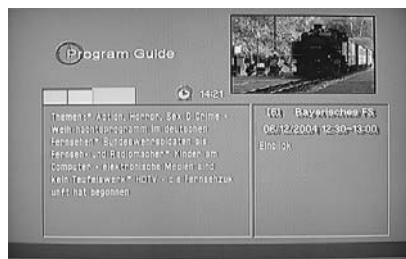 Program Guide
14:21
Themen:* Action, Horror, Sex & Crime -
Weihnachtsprogramm im deutschen
Fernsehen* Bundeswehrsoldaten als
Fernseh- und Radiomacher* Kinder am
Computer - elektronische Medien sind
kein Teufelswerk* HDTV - die Fernsehzuk
unft hat begonnen
[6] Bayerisches FS
06/12/2004 12:30-13:00
Einblick